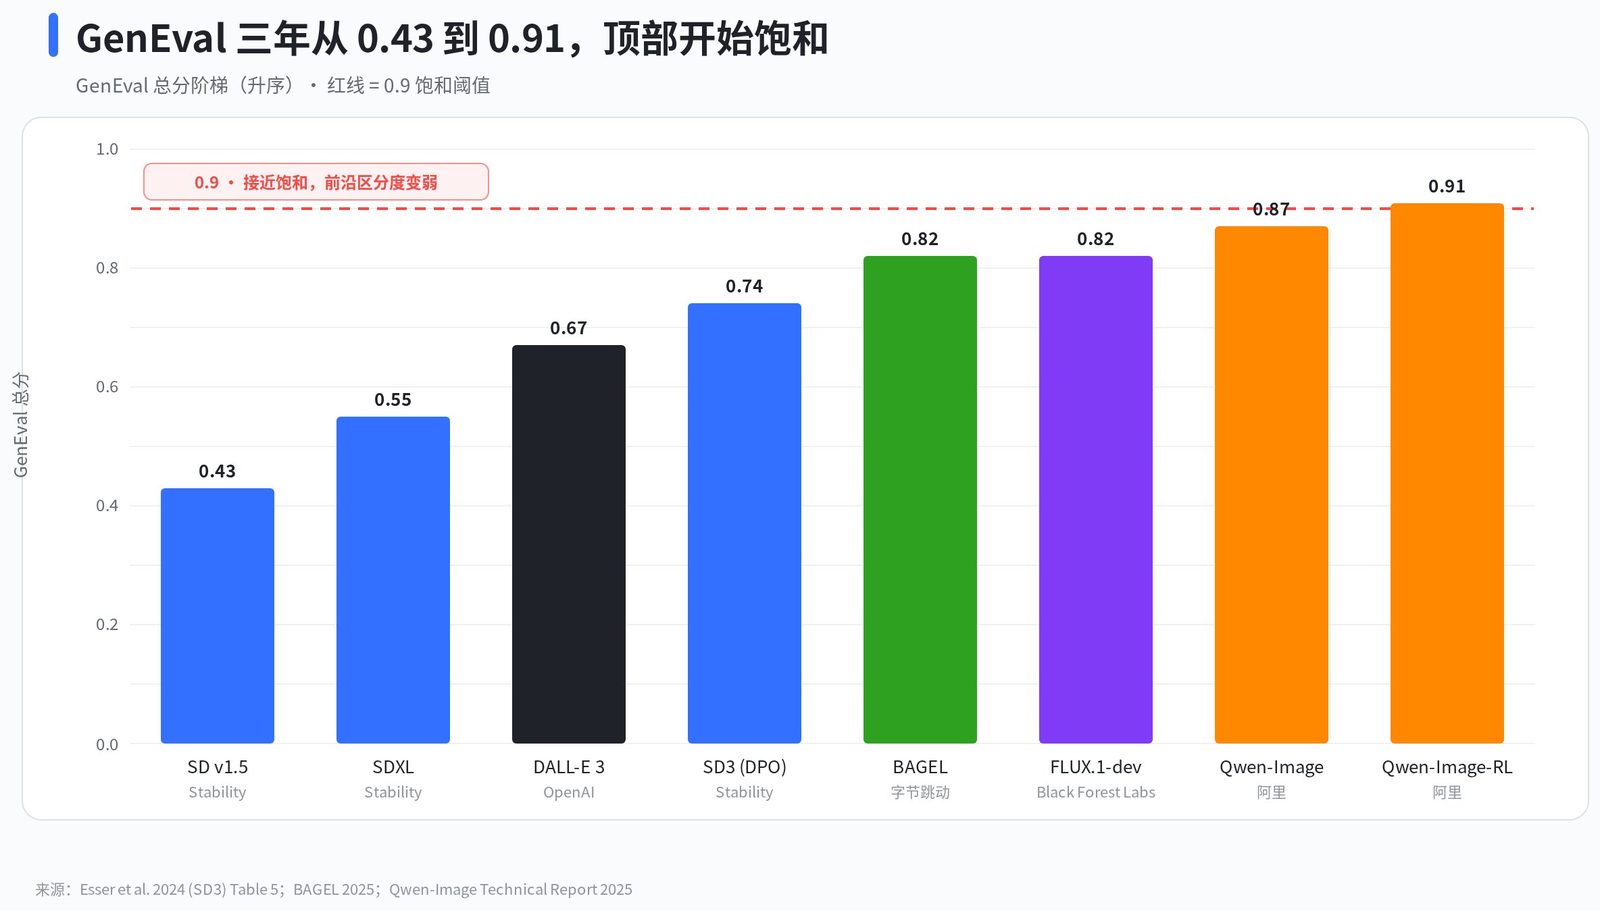 GenEval 三年从 0.43 到 0.91，顶部开始饱和
GenEval 总分阶梯（升序） · 红线 = 0.9 饱和阈值
GenEval 总分
1.0
0.8
0.6
0.4
0.2
0.0
0.9 · 接近饱和，前沿区分度变弱
0.43
0.55
0.67
0.74
0.82
0.82
0.87
0.91
SD v1.5
Stability
SDXL
Stability
DALL-E 3
OpenAI
SD3 (DPO)
Stability
BAGEL
字节跳动
FLUX.1-dev
Black Forest Labs
Qwen-Image
阿里
Qwen-Image-RL
阿里
来源：Esser et al. 2024 (SD3) Table 5；BAGEL 2025；Qwen-Image Technical Report 2025